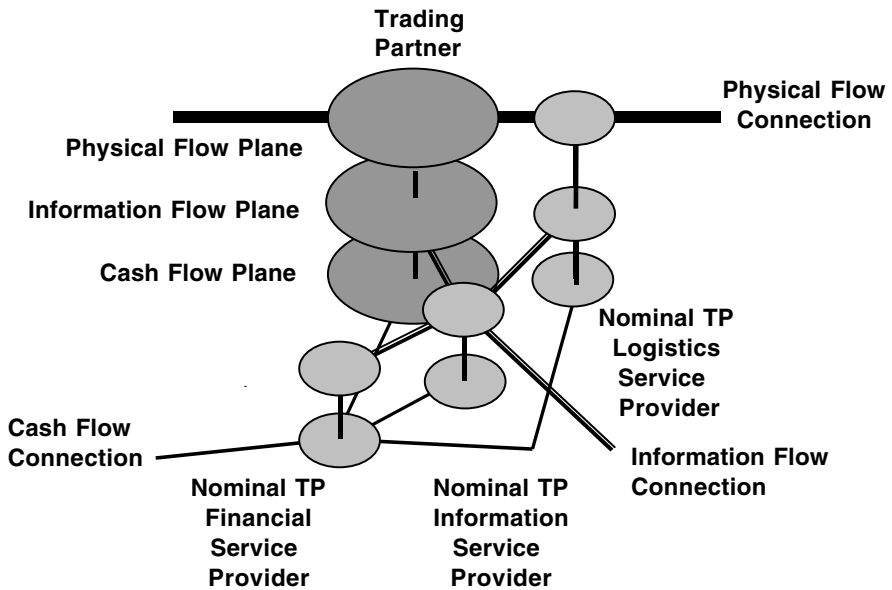 Trading
Partner
Physical Flow
Connection
Physical Flow Plane
Information Flow Plane
Cash Flow Plane
Nominal TP
Logistics
Service
Provider
Cash Flow
Connection
Information Flow
Connection
Nominal TP
Financial
Service
Provider
Nominal TP
Information
Service
Provider